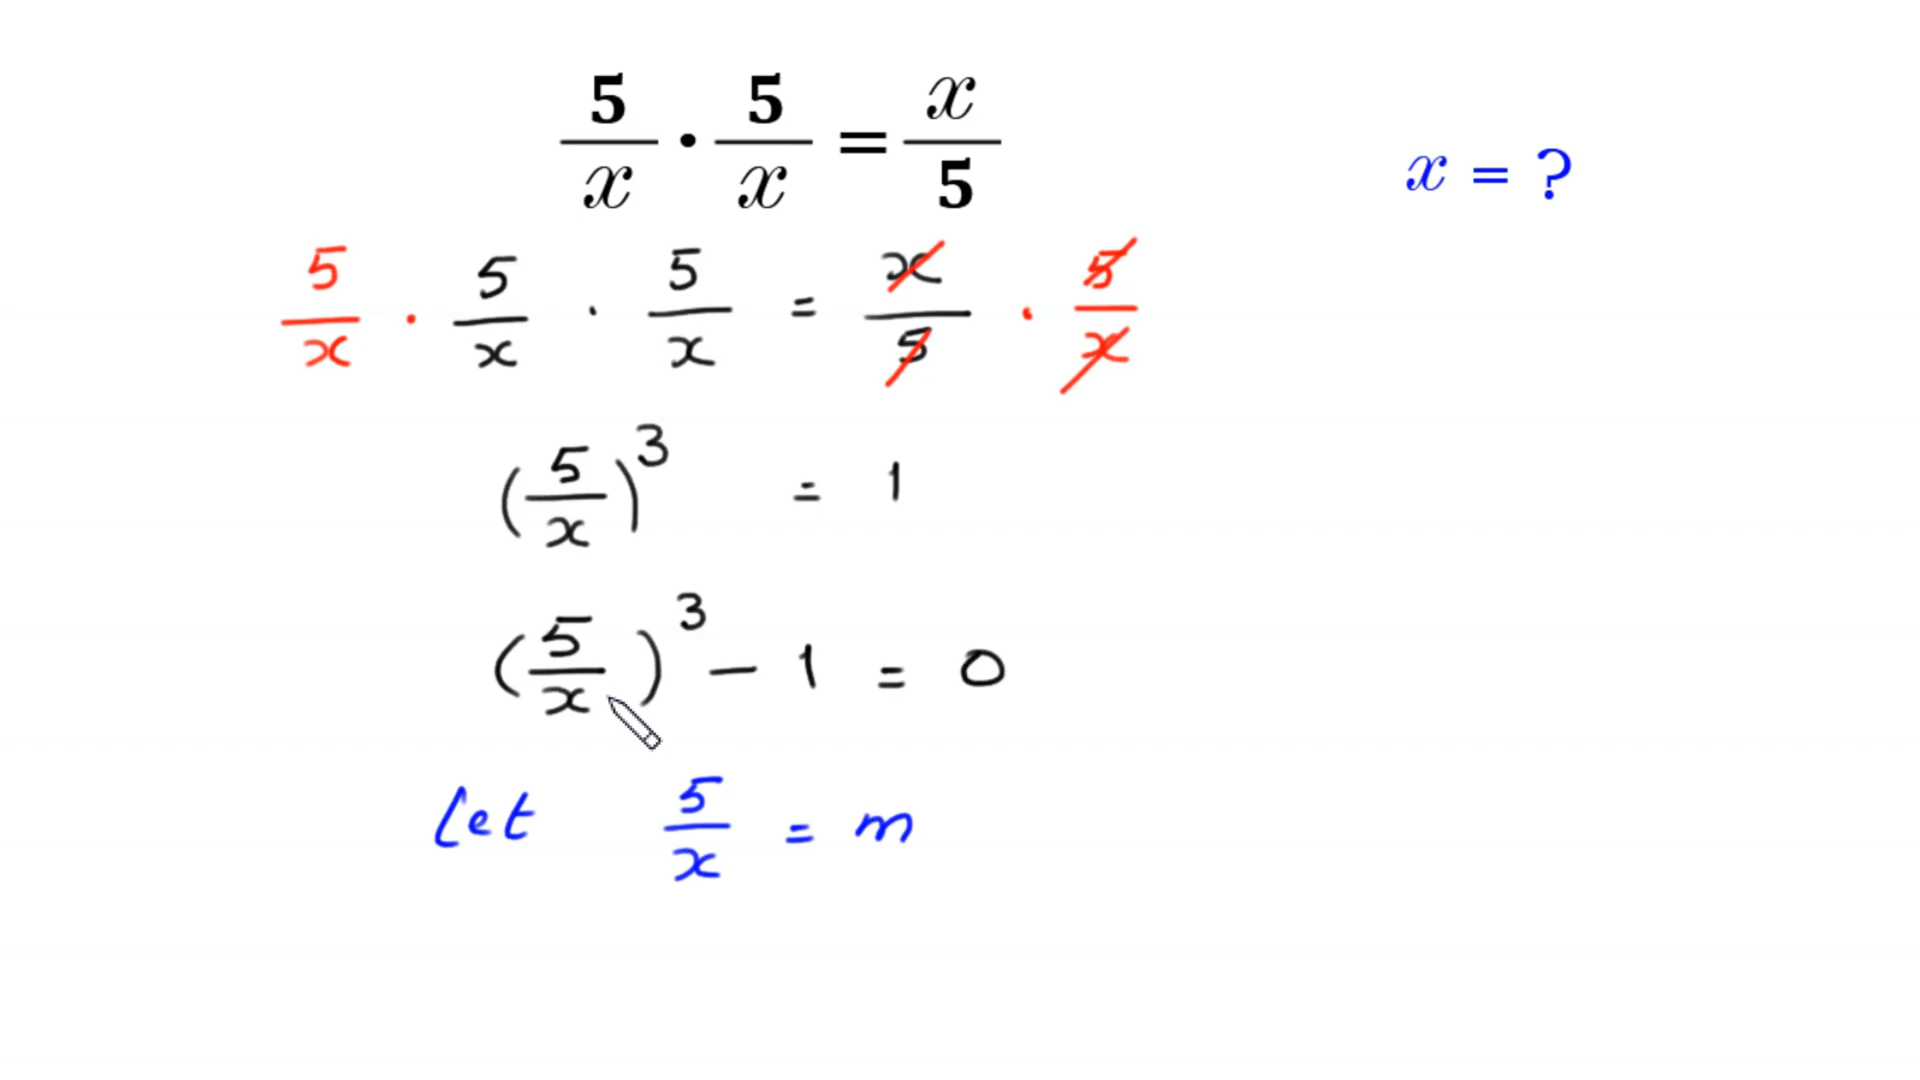 5/x · 5/x = x/5
x = ?
5/x · 5/x · 5/x = x/5 · 5/x
(5/x)³ = 1
(5/x)³ - 1 = 0
Let 5/x = m